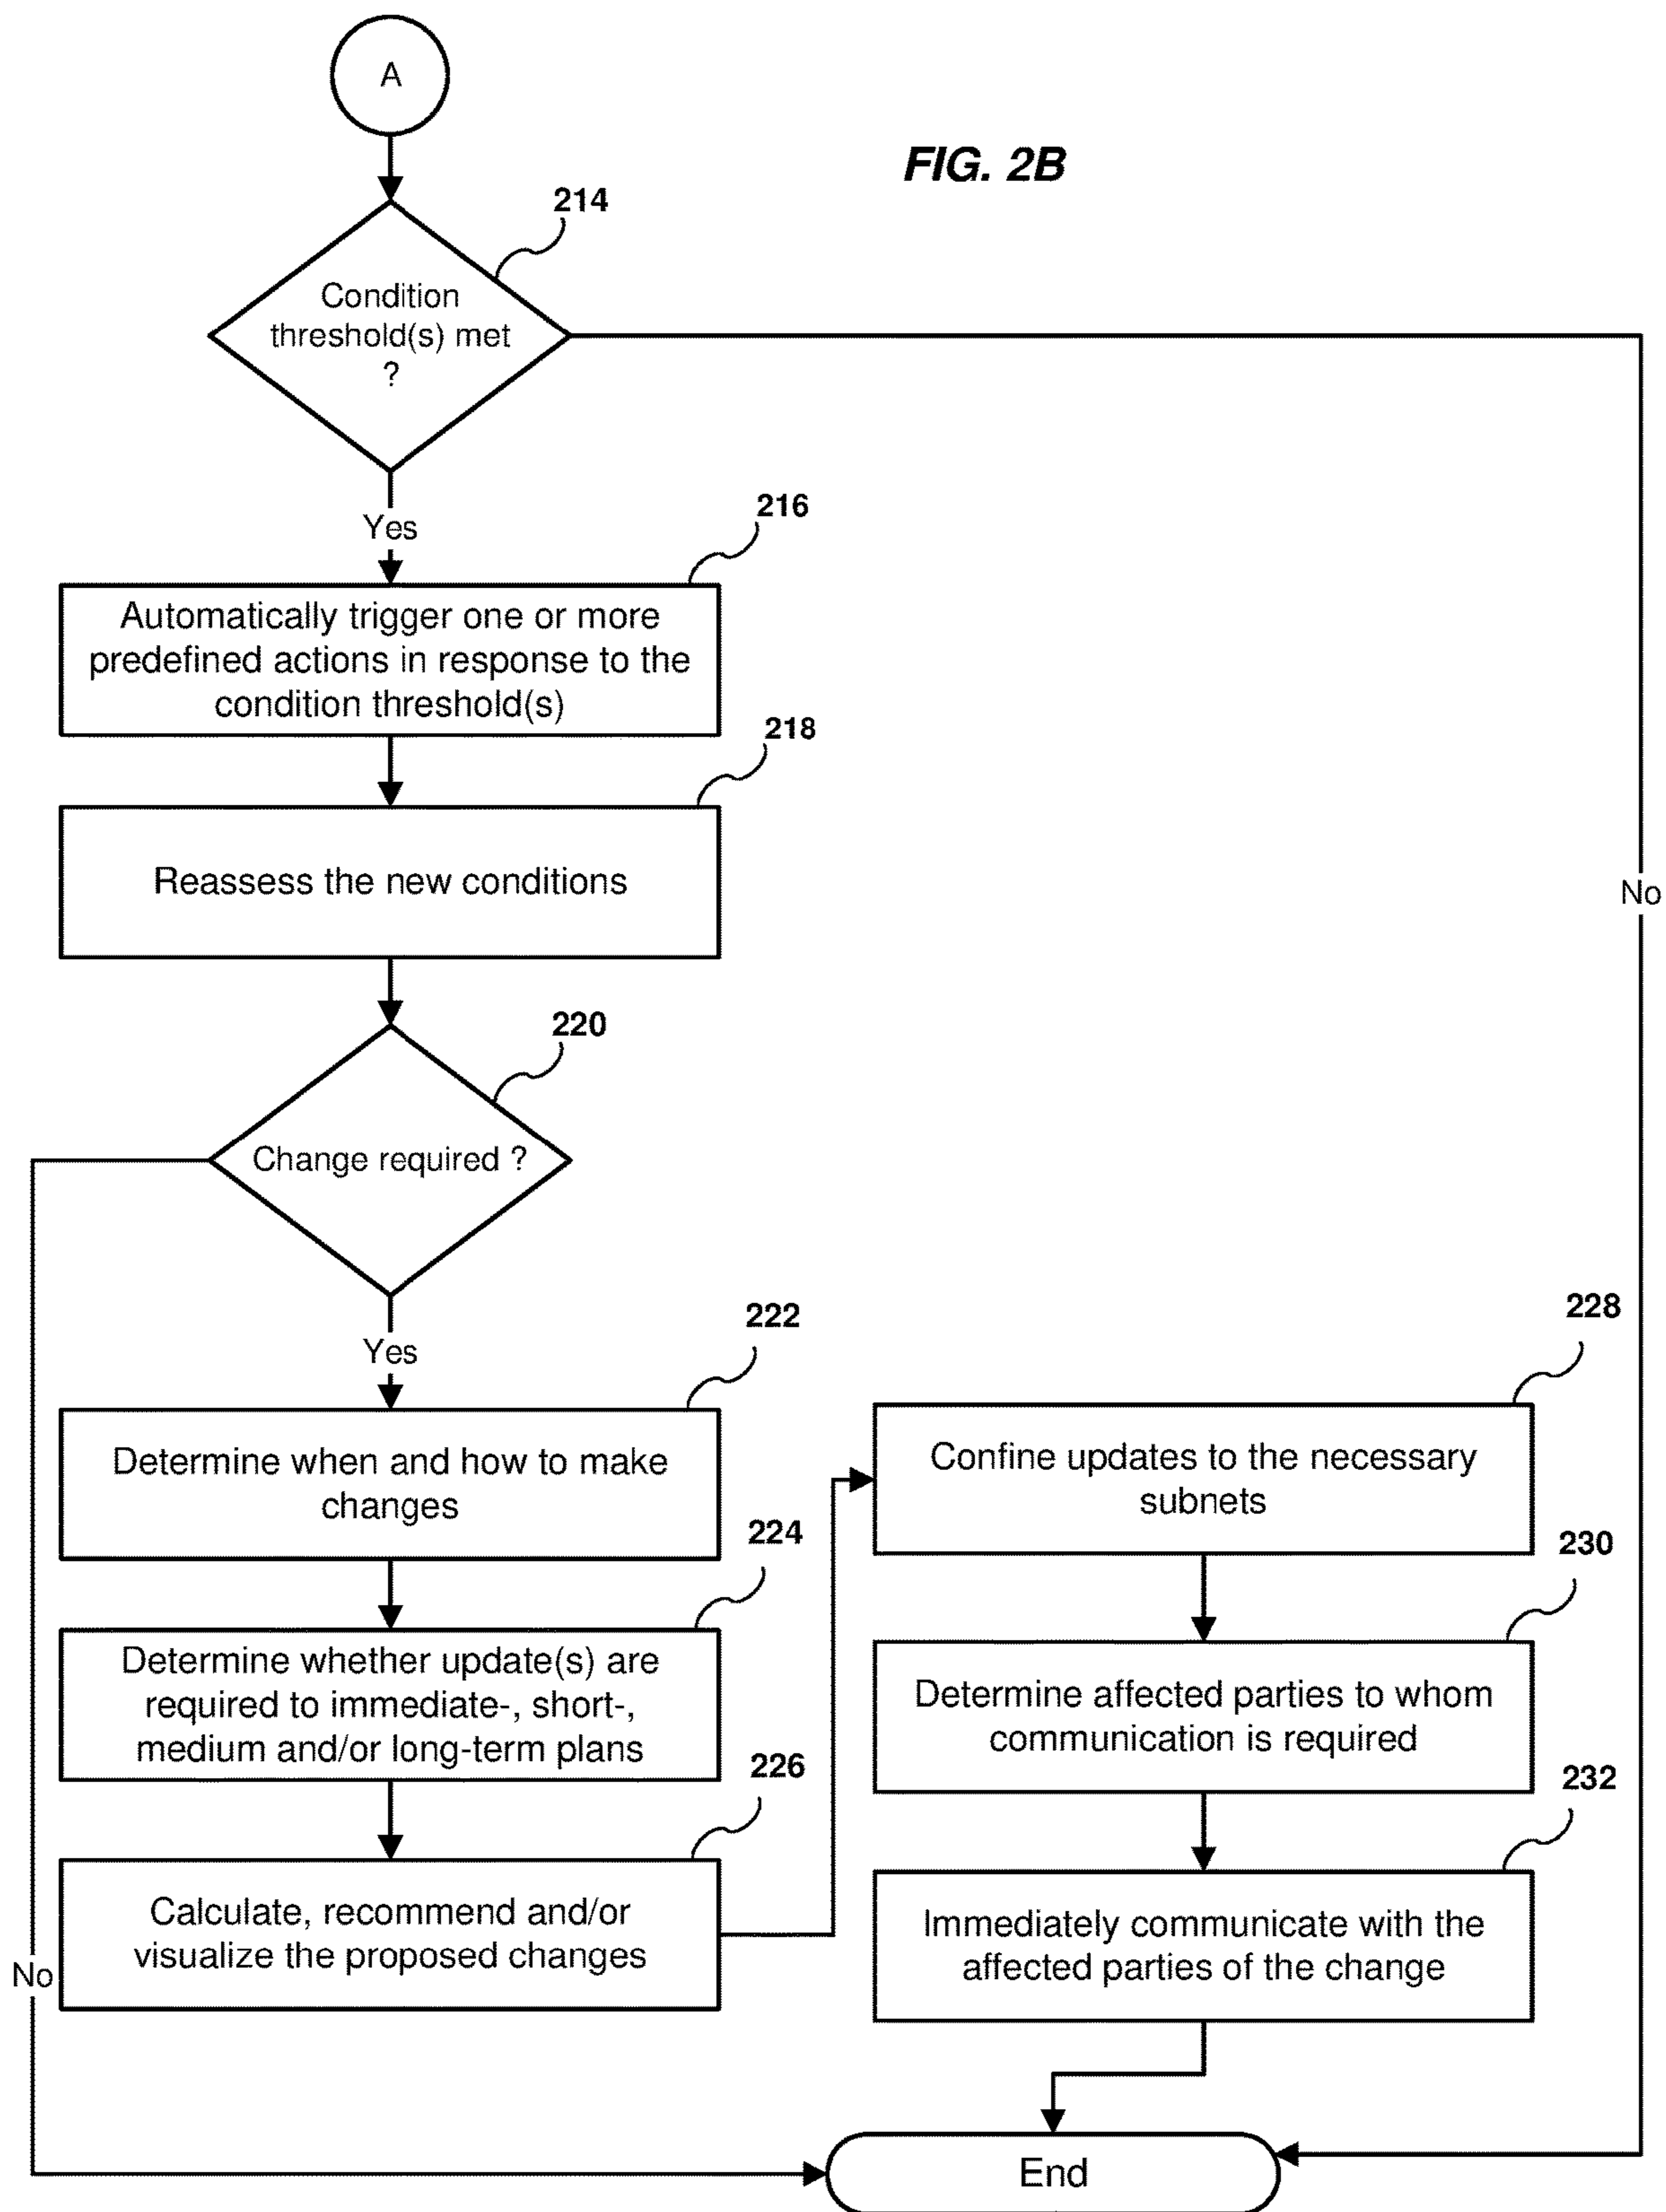 A
FIG. 2B
214
Condition
threshold(s) met
?
Yes
216
Automatically trigger one or more
predefined actions in response to the
condition threshold(s)
218
Reassess the new conditions
No
220
Change required ?
Yes
222
Determine when and how to make
changes
224
Determine whether update(s) are
required to immediate-, short-,
medium and/or long-term plans
226
Calculate, recommend and/or
visualize the proposed changes
No
228
Confine updates to the necessary
subnets
230
Determine affected parties to whom
communication is required
232
Immediately communicate with the
affected parties of the change
End